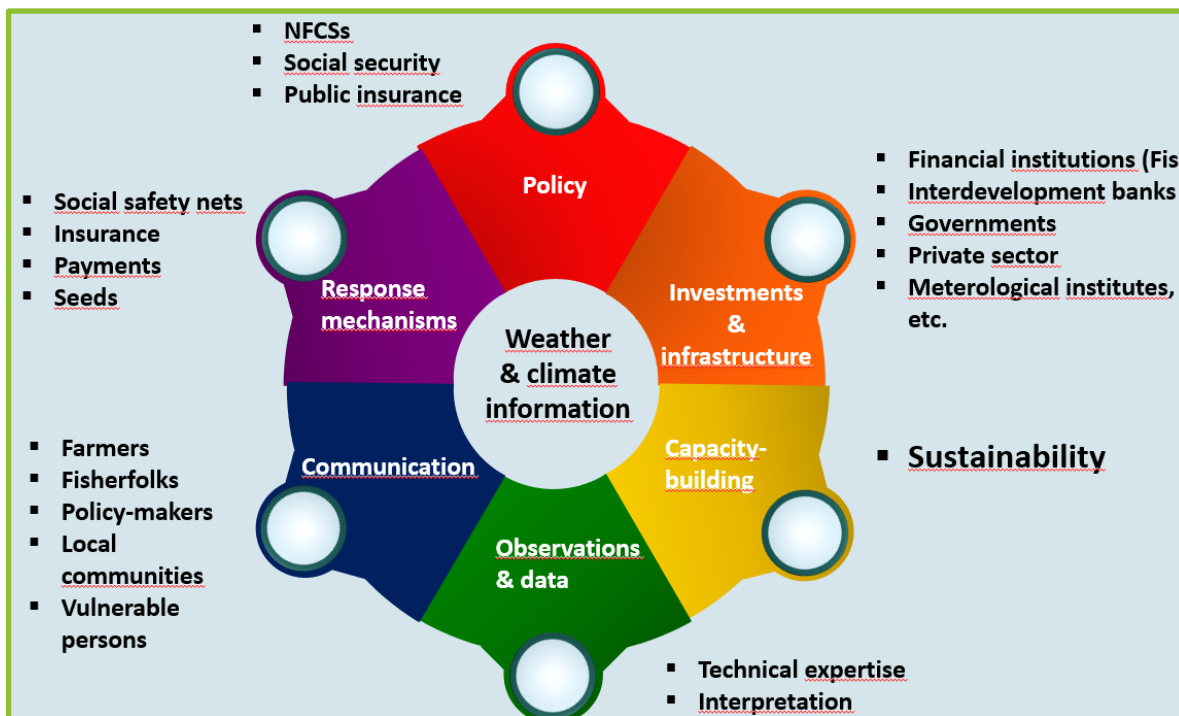 ▪ NFCSs
▪ Social security
▪ Public insurance
Policy
▪ Financial institutions (Fis
▪ Interdevelopment banks
▪ Governments
▪ Private sector
▪ Meterological institutes,
etc.
Investments
&
infrastructure
▪ Social safety nets
▪ Insurance
▪ Payments
▪ Seeds
Response
mechanisms
Weather
& climate
information
▪ Farmers
▪ Fisherfolks
▪ Policy-makers
▪ Local
communities
▪ Vulnerable
persons
Communication
Capacity-
building
▪ Sustainability
Observations
& data
▪ Technical expertise
▪ Interpretation